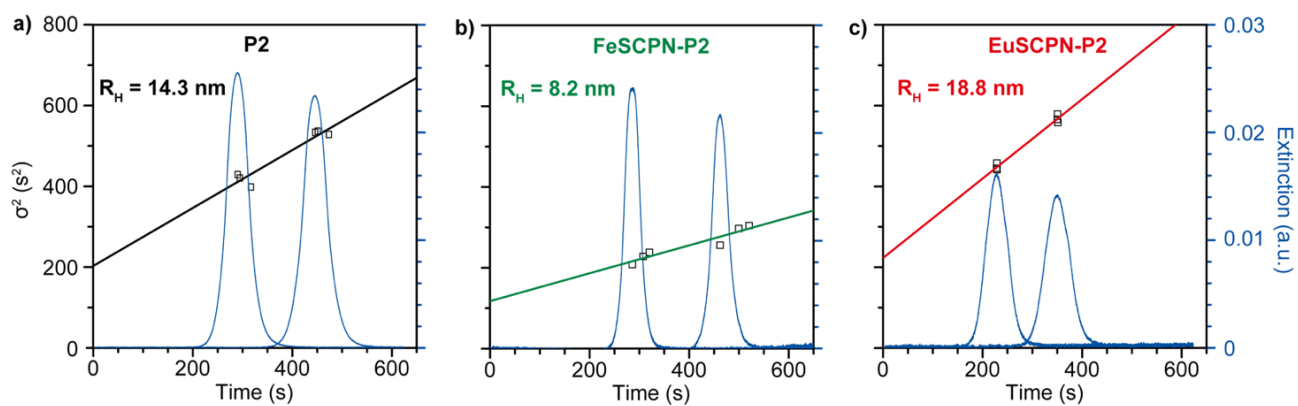 a)
P2
R_H = 14.3 nm
σ² (s²)
800
600
400
200
0
0
200
400
600
Time (s)
b)
FeSCPN-P2
R_H = 8.2 nm
0
200
400
600
Time (s)
c)
EuSCPN-P2
R_H = 18.8 nm
0
200
400
600
Time (s)
0.03
0.02
0.01
0
Extinction (a.u.)